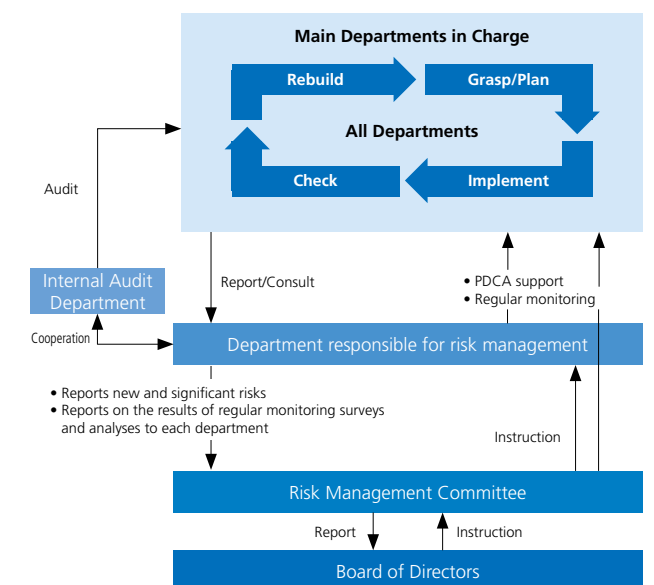 Main Departments in Charge
Rebuild
Grasp/Plan
All Departments
Check
Implement
Audit
Internal Audit
Department
Report/Consult
• PDCA support
• Regular monitoring
Cooperation
Department responsible for risk management
• Reports new and significant risks
• Reports on the results of regular monitoring surveys
and analyses to each department
Instruction
Risk Management Committee
Report
Instruction
Board of Directors